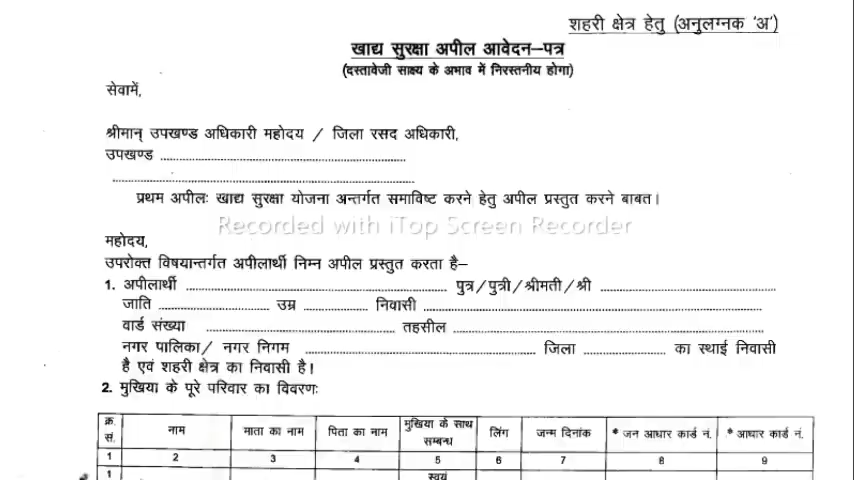 शहरी क्षेत्र हेतु (अनुलग्नक 'अ')
खाद्य सुरक्षा अपील आवेदन–पत्र
(दस्तावेजी साक्ष्य के अभाव में निरस्तनीय होगा)
सेवामें,
श्रीमान् उपखण्ड अधिकारी महोदय / जिला रसद अधिकारी,
उपखण्ड ........................................
........................................
प्रथम अपीलः खाद्य सुरक्षा योजना अन्तर्गत समाविष्ट करने हेतु अपील प्रस्तुत करने बाबत।
Recorded with iTop Screen Recorder
महोदय,
उपरोक्त विषयान्तर्गत अपीलार्थी निम्न अपील प्रस्तुत करता है–
1. अपीलार्थी ........................................ पुत्र/पुत्री/श्रीमती/श्री ........................................
जाति .................... उम्र .................... निवासी ........................................
वार्ड संख्या ........................................ तहसील ........................................
नगर पालिका/ नगर निगम ........................................ जिला .................... का स्थाई निवासी
है एवं शहरी क्षेत्र का निवासी है।
2. मुखिया के पूरे परिवार का विवरणः
क्र. सं. नाम माता का नाम पिता का नाम मुखिया के साथ सम्बन्ध लिंग जन्म दिनांक * जन आधार कार्ड नं. * आधार कार्ड नं.
1 2 3 4 5 6 7 8 9
1 स्वयं